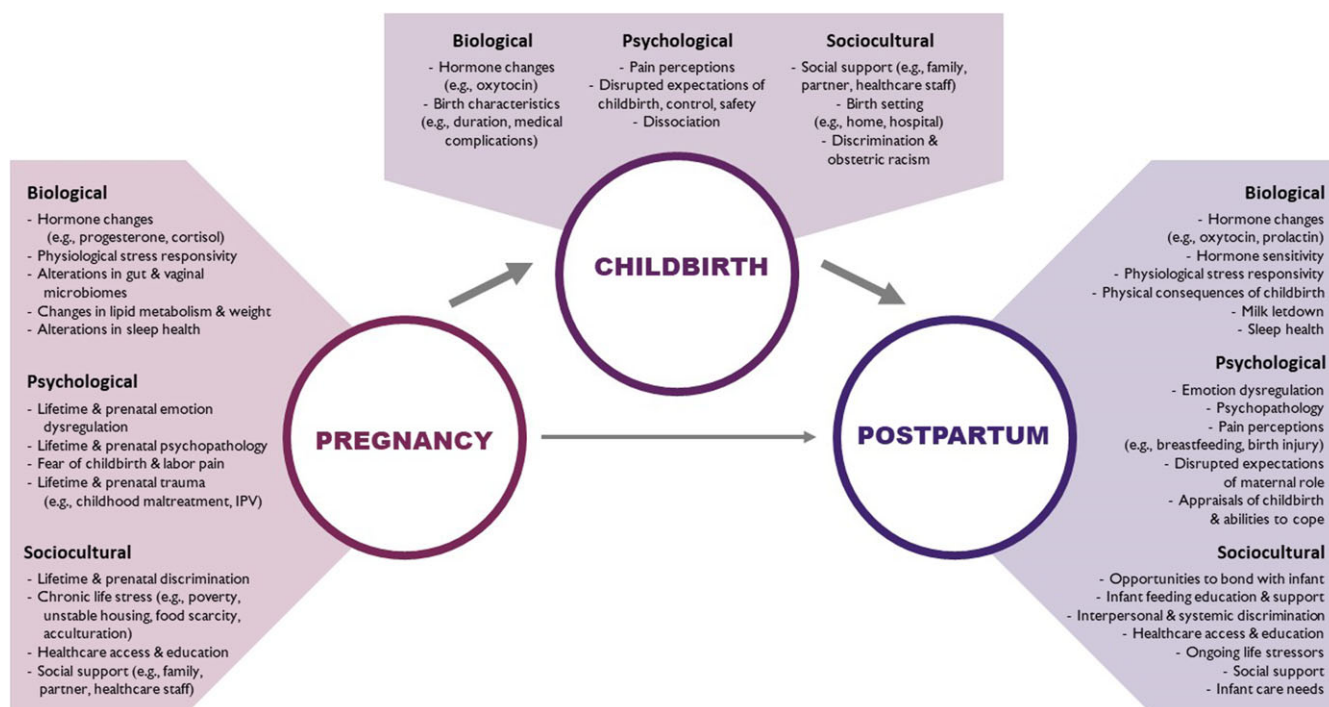 Biological
- Hormone changes
(e.g., oxytocin)
- Birth characteristics
(e.g., duration, medical
complications)
Psychological
- Pain perceptions
- Disrupted expectations of
childbirth, control, safety
- Dissociation
Sociocultural
- Social support (e.g., family,
partner, healthcare staff)
- Birth setting
(e.g., home, hospital)
- Discrimination &
obstetric racism
CHILDBIRTH
Biological
- Hormone changes
(e.g., progesterone, cortisol)
- Physiological stress responsivity
- Alterations in gut & vaginal
microbiomes
- Changes in lipid metabolism & weight
- Alterations in sleep health
Psychological
- Lifetime & prenatal emotion
dysregulation
- Lifetime & prenatal psychopathology
- Fear of childbirth & labor pain
- Lifetime & prenatal trauma
(e.g., childhood maltreatment, IPV)
Sociocultural
- Lifetime & prenatal discrimination
- Chronic life stress (e.g., poverty,
unstable housing, food scarcity,
acculturation)
- Healthcare access & education
- Social support (e.g., family,
partner, healthcare staff)
PREGNANCY
POSTPARTUM
Biological
- Hormone changes
(e.g., oxytocin, prolactin)
- Hormone sensitivity
- Physiological stress responsivity
- Physical consequences of childbirth
- Milk letdown
- Sleep health
Psychological
- Emotion dysregulation
- Psychopathology
- Pain perceptions
(e.g., breastfeeding, birth injury)
- Disrupted expectations
of maternal role
- Appraisals of childbirth
& abilities to cope
Sociocultural
- Opportunities to bond with infant
- Infant feeding education & support
- Interpersonal & systemic discrimination
- Healthcare access & education
- Ongoing life stressors
- Social support
- Infant care needs